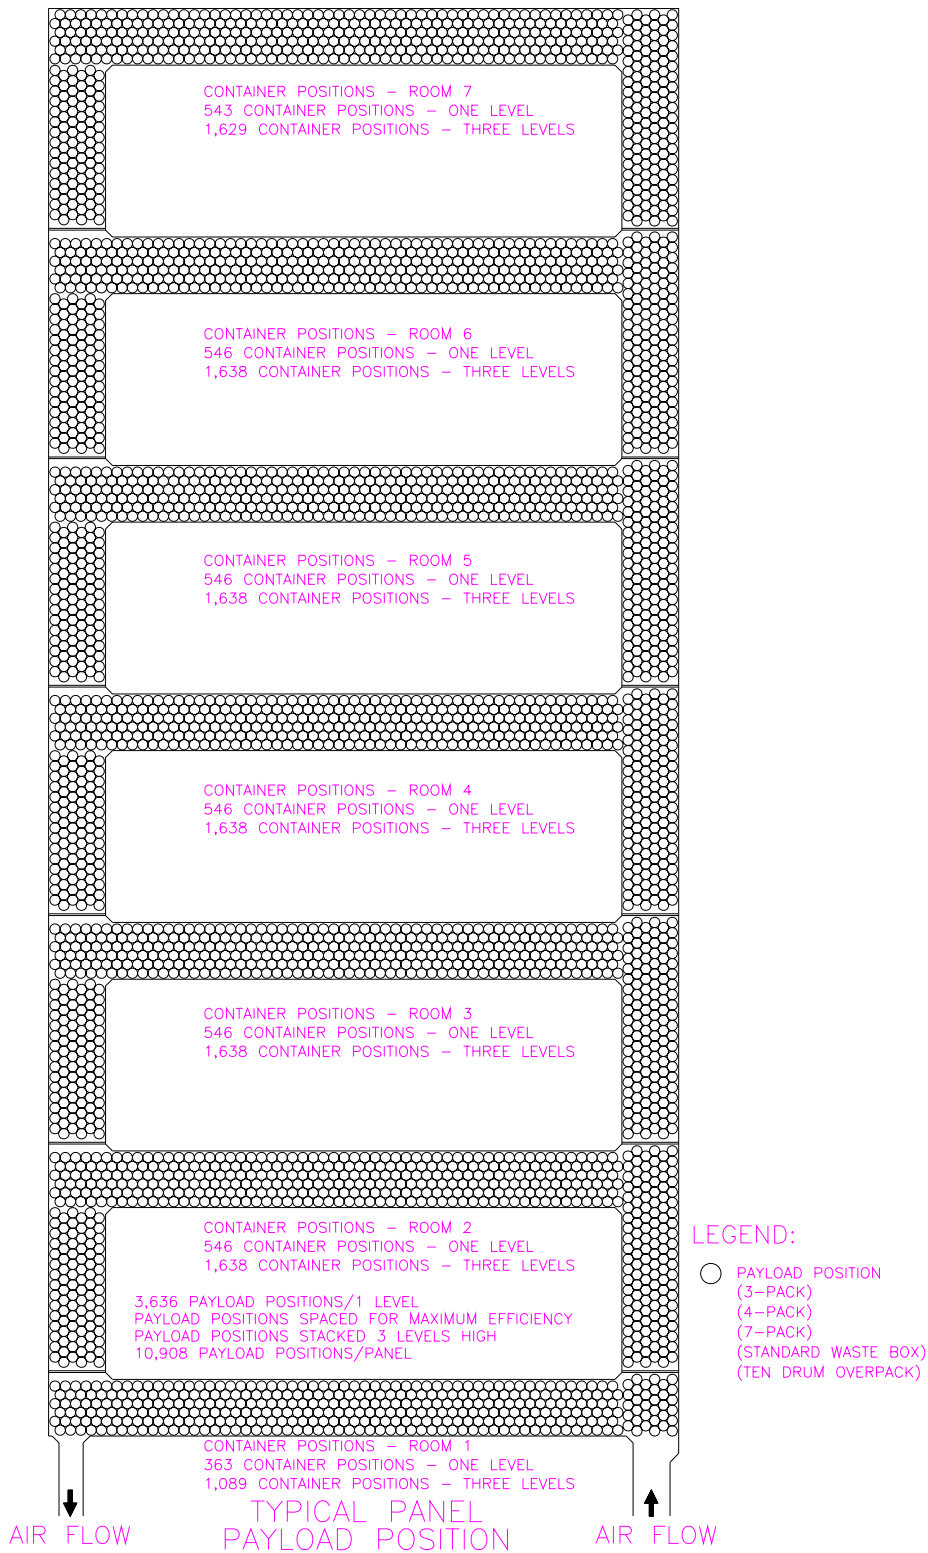 CONTAINER POSITIONS – ROOM 7
543 CONTAINER POSITIONS – ONE LEVEL
1,629 CONTAINER POSITIONS – THREE LEVELS
CONTAINER POSITIONS – ROOM 6
546 CONTAINER POSITIONS – ONE LEVEL
1,638 CONTAINER POSITIONS – THREE LEVELS
CONTAINER POSITIONS – ROOM 5
546 CONTAINER POSITIONS – ONE LEVEL
1,638 CONTAINER POSITIONS – THREE LEVELS
CONTAINER POSITIONS – ROOM 4
546 CONTAINER POSITIONS – ONE LEVEL
1,638 CONTAINER POSITIONS – THREE LEVELS
CONTAINER POSITIONS – ROOM 3
546 CONTAINER POSITIONS – ONE LEVEL
1,638 CONTAINER POSITIONS – THREE LEVELS
CONTAINER POSITIONS – ROOM 2
546 CONTAINER POSITIONS – ONE LEVEL
1,638 CONTAINER POSITIONS – THREE LEVELS
3,636 PAYLOAD POSITIONS/1 LEVEL
PAYLOAD POSITIONS SPACED FOR MAXIMUM EFFICIENCY
PAYLOAD POSITIONS STACKED 3 LEVELS HIGH
10,908 PAYLOAD POSITIONS/PANEL
LEGEND:
PAYLOAD POSITION
(3–PACK)
(4–PACK)
(7–PACK)
(STANDARD WASTE BOX)
(TEN DRUM OVERPACK)
CONTAINER POSITIONS – ROOM 1
363 CONTAINER POSITIONS – ONE LEVEL
1,089 CONTAINER POSITIONS – THREE LEVELS
TYPICAL PANEL
PAYLOAD POSITION
AIR FLOW
AIR FLOW